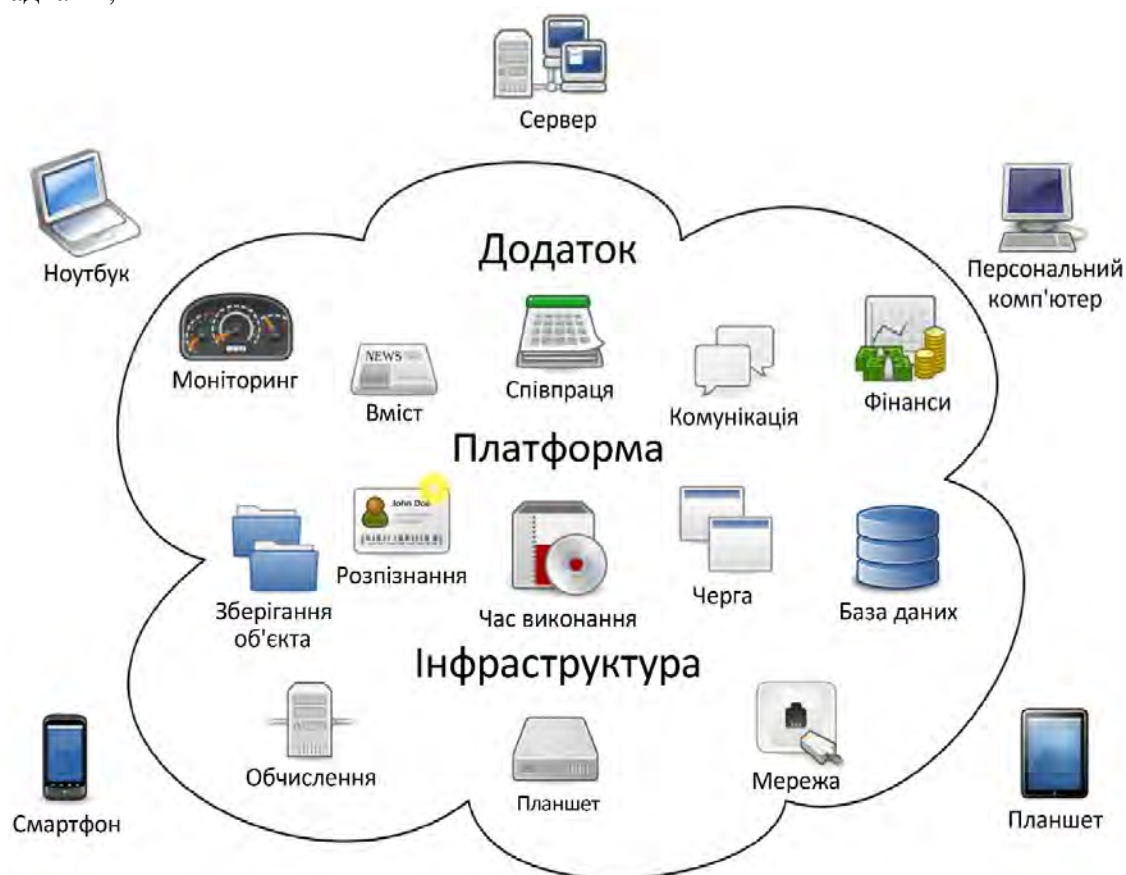 Сервер
Ноутбук
Персональний
комп'ютер
Додаток
Моніторинг
NEWS
Вміст
Співпраця
Комунікація
Фінанси
Платформа
John Doe
Зберігання
об'єкта
Розпізнання
Час виконання
Черга
База даних
Інфраструктура
Обчислення
Планшет
Мережа
Смартфон
Планшет